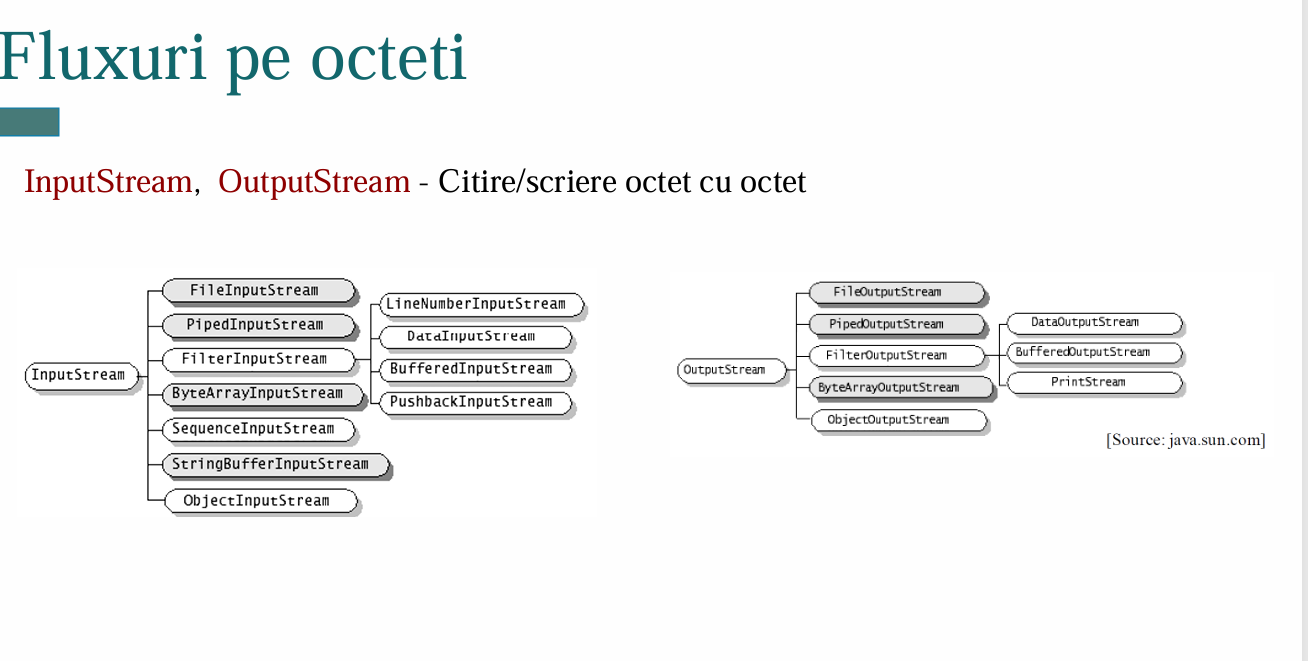 Fluxuri pe octeti
InputStream, OutputStream - Citire/scriere octet cu octet
InputStream
FileInputStream
PipedInputStream
FilterInputStream
ByteArrayInputStream
SequenceInputStream
StringBufferInputStream
ObjectInputStream
LineNumberInputStream
DataInputStream
BufferedInputStream
PushbackInputStream
OutputStream
FileOutputStream
PipedOutputStream
FilterOutputStream
ByteArrayOutputStream
ObjectOutputStream
DataOutputStream
BufferedOutputStream
PrintStream
[Source: java.sun.com]